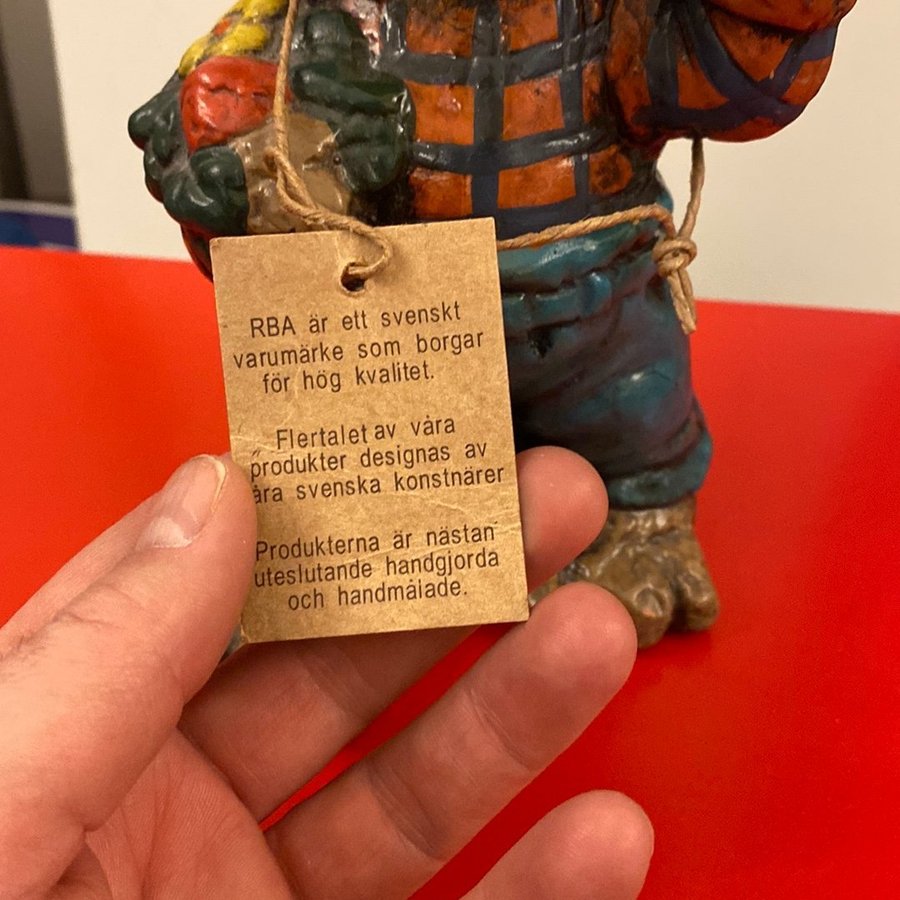 RBA är ett svenskt
varumärke som borgar
för hög kvalitet.
Flertalet av våra
produkter designas av
åra svenska konstnärer
Produkterna är nästan
uteslutande handgjorda
och handmålade.